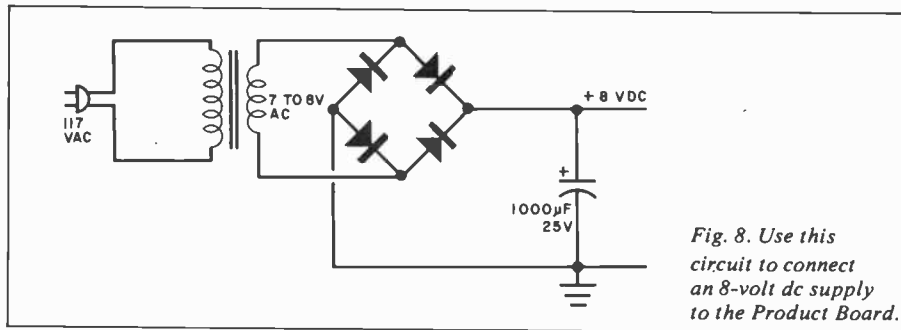 117
VAC
7 TO 8V
AC
+ 8 VDC
+
1000µF
25V
Fig. 8. Use this
circuit to connect
an 8-volt dc supply
to the Product Board.